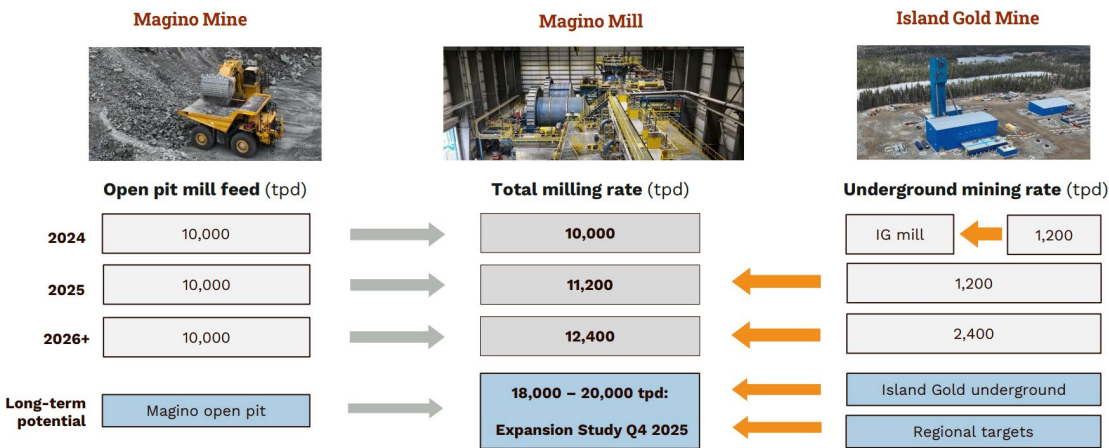 Magino Mine
Magino Mill
Island Gold Mine
Open pit mill feed (tpd)
Total milling rate (tpd)
Underground mining rate (tpd)
2024
10,000
10,000
IG mill
1,200
2025
10,000
11,200
1,200
2026+
10,000
12,400
2,400
Long-term
potential
Magino open pit
18,000 – 20,000 tpd:
Expansion Study Q4 2025
Island Gold underground
Regional targets